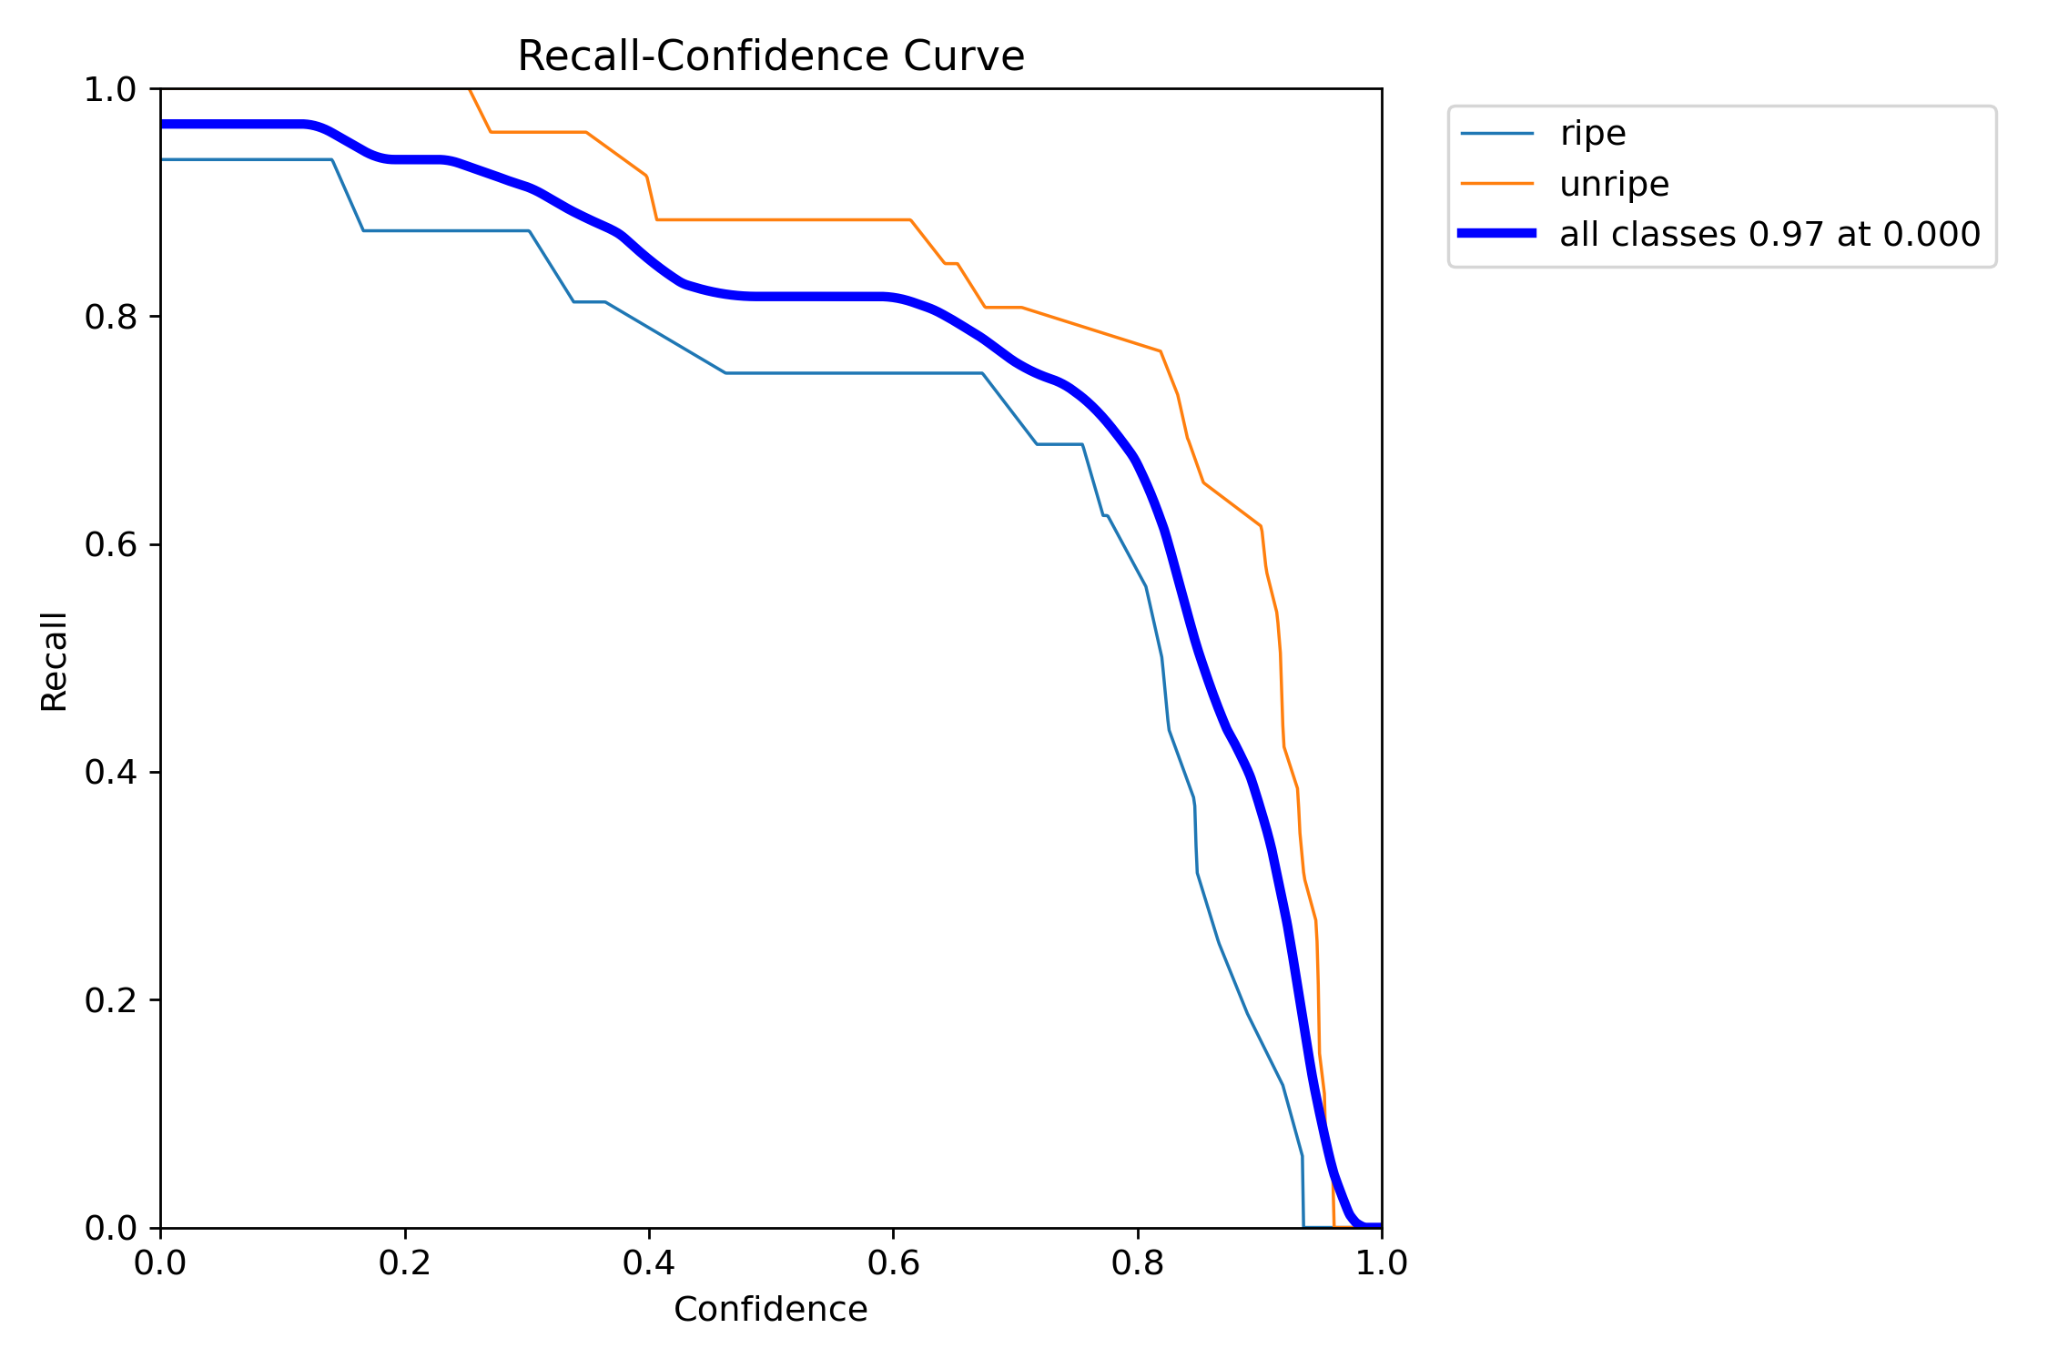 Recall-Confidence Curve
1.0
0.8
0.6
0.4
0.2
0.0
Recall
0.0 0.2 0.4 0.6 0.8 1.0
Confidence
ripe
unripe
all classes 0.97 at 0.000